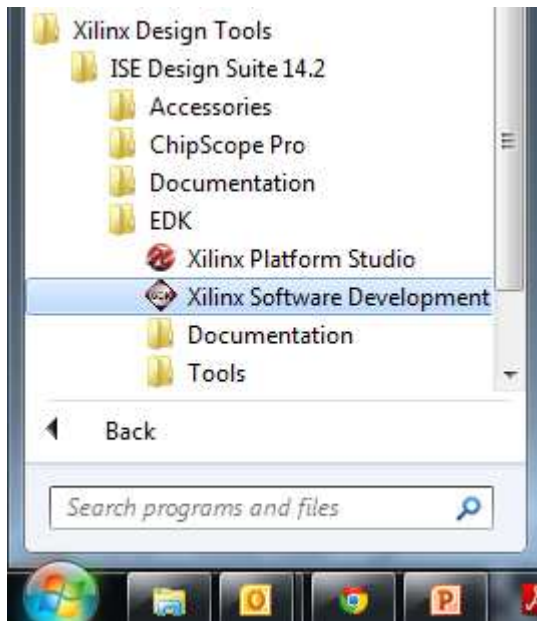 Xilinx Design Tools
ISE Design Suite 14.2
Accessories
ChipScope Pro
Documentation
EDK
Xilinx Platform Studio
Xilinx Software Development
Documentation
Tools
Back
Search programs and files